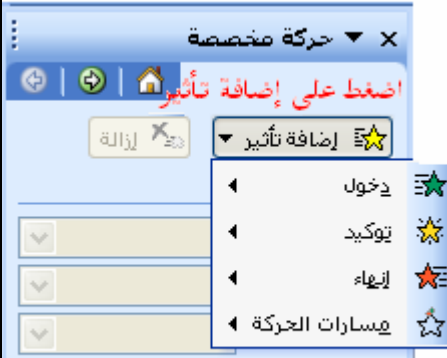 حركة مخصصة
اضغط على إضافة تأثير
إضافة تأثير
إزالة
دخول
توكيد
إنهاء
مسارات الحركة